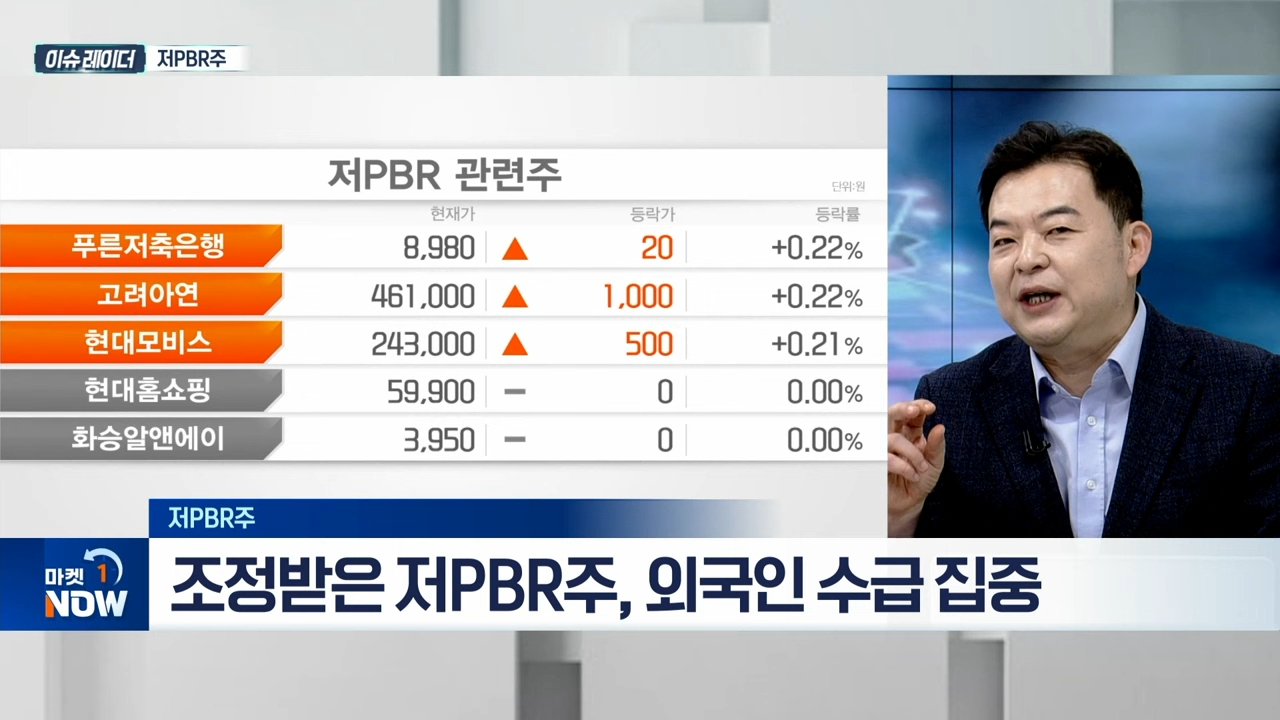 이슈레이더 저PBR주
저PBR 관련주
단위:원
현재가 등락가 등락률
푸른저축은행 8,980 ▲ 20 +0.22%
고려아연 461,000 ▲ 1,000 +0.22%
현대모비스 243,000 ▲ 500 +0.21%
현대홈쇼핑 59,900 – 0 0.00%
화승알앤에이 3,950 – 0 0.00%
저PBR주
마켓 1
NOW
조정받은 저PBR주, 외국인 수급 집중